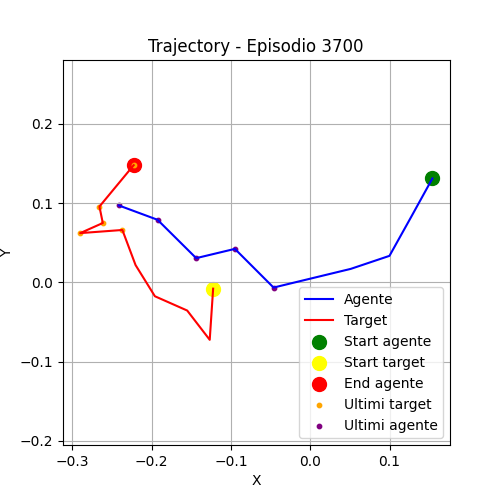 Trajectory - Episodio 3700
0.2
0.1
0.0
−0.1
−0.2
Y
−0.3
−0.2
−0.1
0.0
0.1
X
Agente
Target
Start agente
Start target
End agente
Ultimi target
Ultimi agente